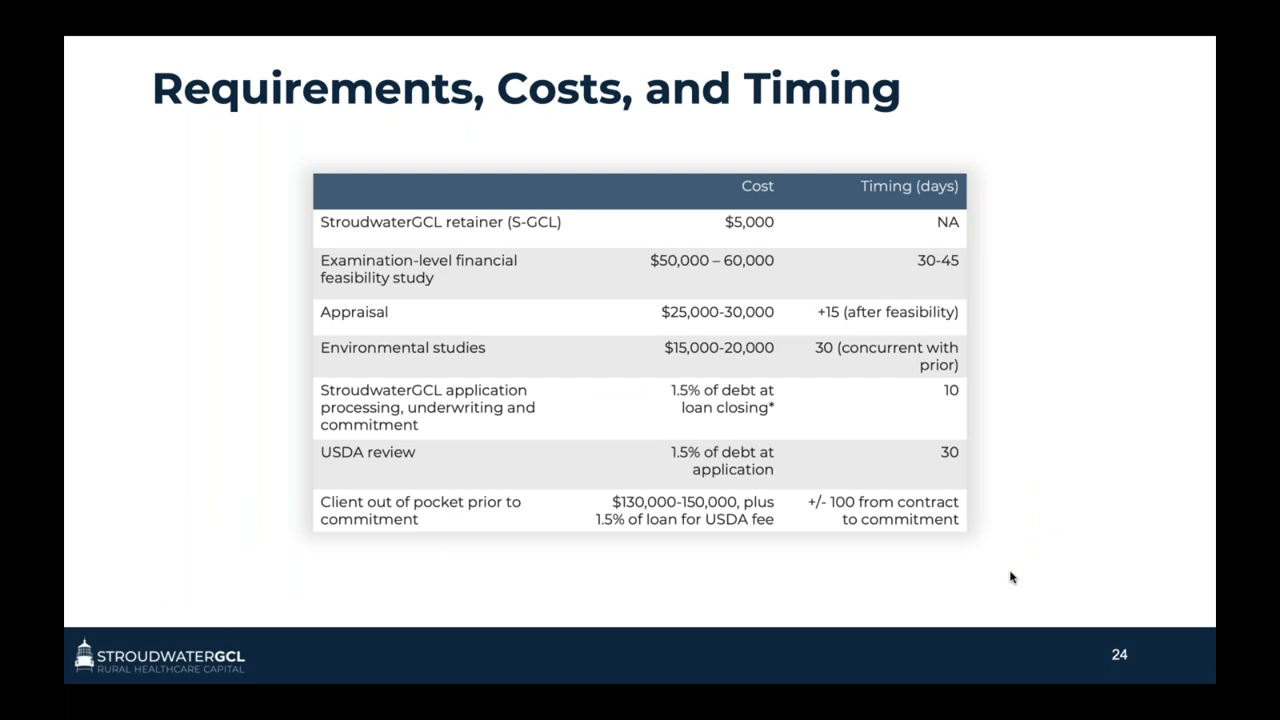 Requirements, Costs, and Timing
Cost Timing (days)
StroudwaterGCL retainer (S-GCL) $5,000 NA
Examination-level financial $50,000 – 60,000 30-45
feasibility study
Appraisal $25,000-30,000 +15 (after feasibility)
Environmental studies $15,000-20,000 30 (concurrent with
prior)
StroudwaterGCL application 1.5% of debt at 10
processing, underwriting and loan closing*
commitment
USDA review 1.5% of debt at 30
application
Client out of pocket prior to $130,000-150,000, plus +/- 100 from contract
commitment 1.5% of loan for USDA fee to commitment
STROUDWATERGCL
RURAL HEALTHCARE CAPITAL
24